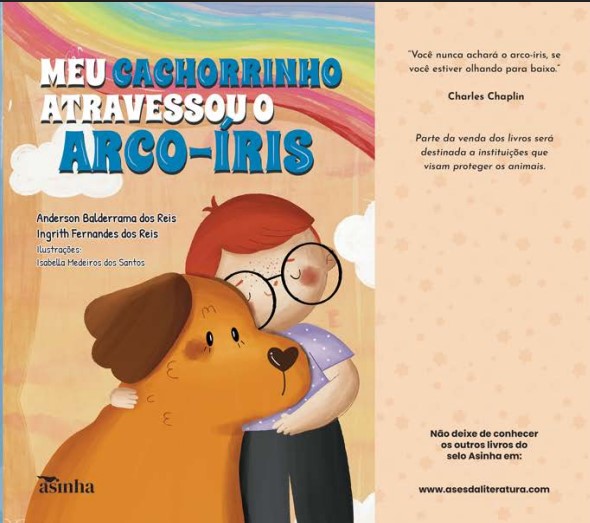 MEU CACHORRINHO
ATRAVESSOU O
ARCO-ÍRIS
Anderson Balderrama dos Reis
Ingrith Fernandes dos Reis
Ilustrações:
Isabella Medeiros dos Santos
asinha
“Você nunca achará o arco-íris, se
você estiver olhando para baixo.”
Charles Chaplin
Parte da venda dos livros será
destinada a instituições que
visam proteger os animais.
Não deixe de conhecer
os outros livros do
selo Asinha em:
www.asesdaliteratura.com